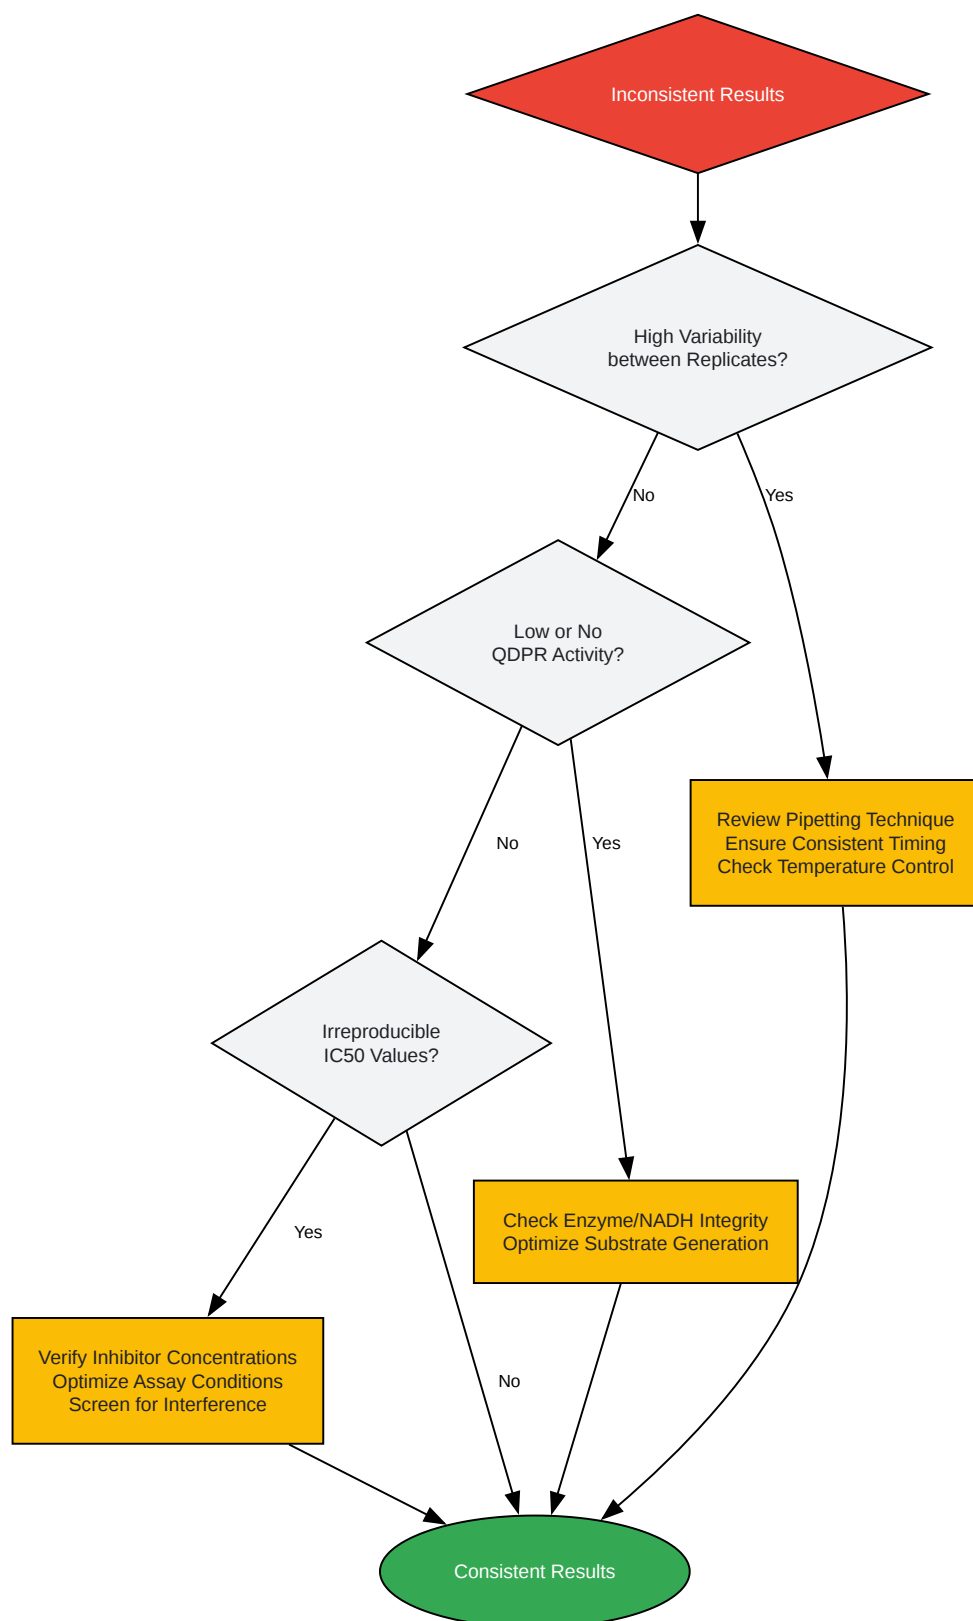 Inconsistent Results
High Variability
between Replicates?
No
Yes
Low or No
QDPR Activity?
Review Pipetting Technique
Ensure Consistent Timing
Check Temperature Control
No
Yes
Irreproducible
IC50 Values?
Check Enzyme/NADH Integrity
Optimize Substrate Generation
Yes
Verify Inhibitor Concentrations
Optimize Assay Conditions
Screen for Interference
No
Consistent Results